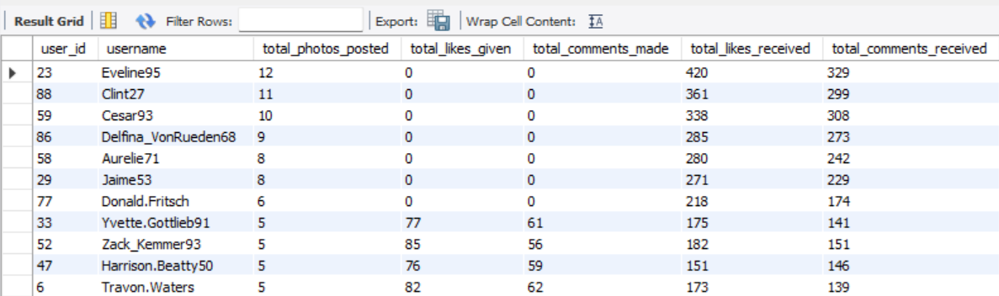 Result Grid Filter Rows: Export: Wrap Cell Content: IA
user_id username total_photos_posted total_likes_given total_comments_made total_likes_received total_comments_received
23 Eveline95 12 0 0 420 329
88 Clint27 11 0 0 361 299
59 Cesar93 10 0 0 338 308
86 Delfina_VonRueden68 9 0 0 285 273
58 Aurelie71 8 0 0 280 242
29 Jaime53 8 0 0 271 229
77 Donald.Fritsch 6 0 0 218 174
33 Yvette.Gottlieb91 5 77 61 175 141
52 Zack_Kemmer93 5 85 56 182 151
47 Harrison.Beatty50 5 76 59 151 146
6 Travon.Waters 5 82 62 173 139